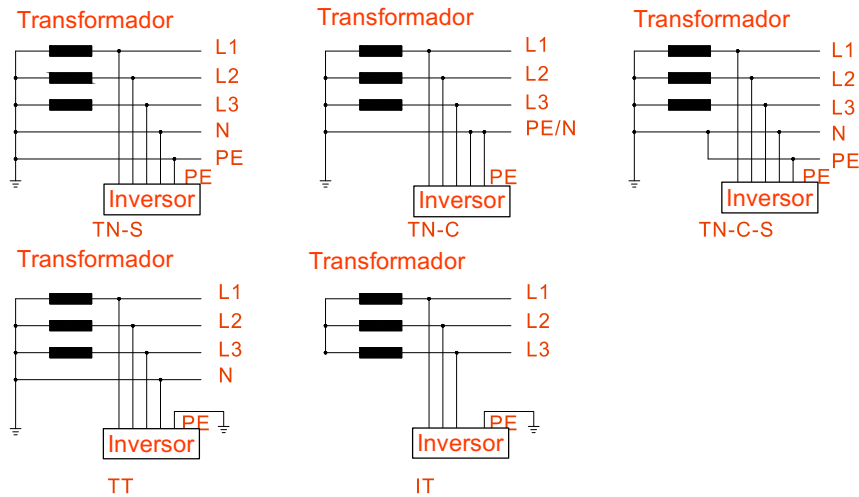 Transformador
L1
L2
L3
N
PE
PE
Inversor
TN-S
Transformador
L1
L2
L3
PE/N
PE
Inversor
TN-C
Transformador
L1
L2
L3
N
PE
PE
Inversor
TN-C-S
Transformador
L1
L2
L3
N
PE
Inversor
TT
Transformador
L1
L2
L3
PE
Inversor
IT